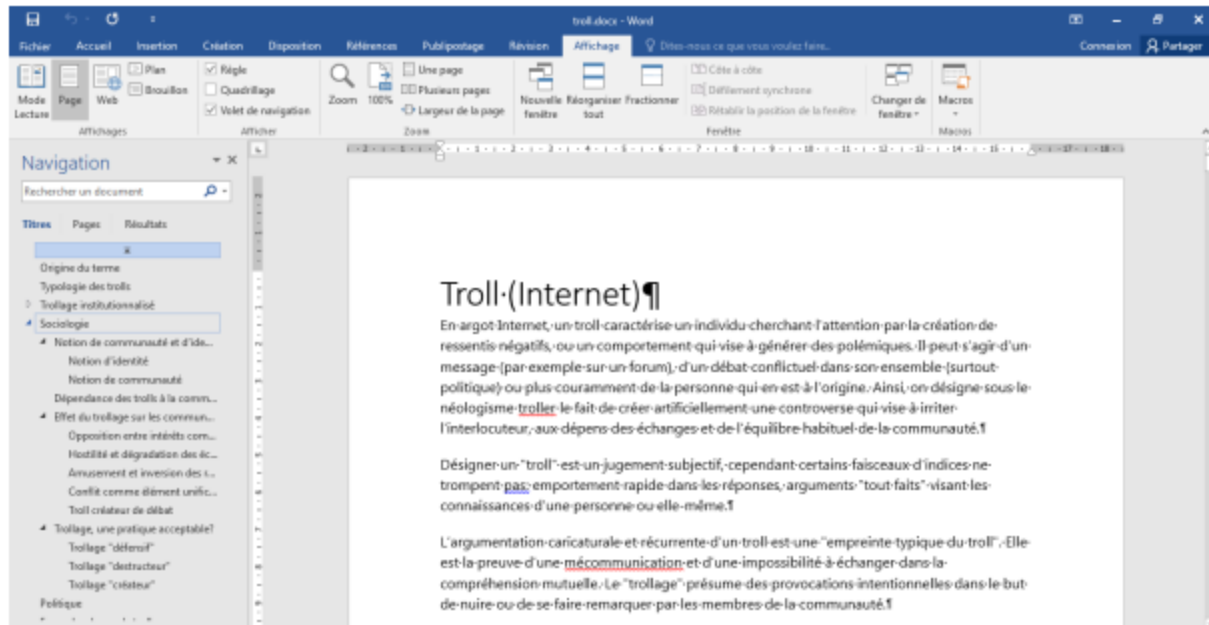 troll.docx - Word
Fichier Accueil Insertion Création Disposition Références Publipostage Révision Affichage Dites-nous ce que vous voulez faire... Connexion Partager
Mode Lecture
Page
Web
Plan
Brouillon
Affichages
Règle
Quadrillage
Volet de navigation
Afficher
Zoom
100%
Une page
Plusieurs pages
Largeur de la page
Zoom
Nouvelle fenêtre
Réorganiser tout
Fractionner
Côte à côte
Défilement synchrone
Rétablir la position de la fenêtre
Fenêtre
Changer de fenêtre
Macros
Macros
Navigation
Rechercher un document
Titres Pages Résultats
Origine du terme
Typologie des trolls
Trollage institutionnalisé
Sociologie
Notion de communauté et d'ide...
Notion d'identité
Notion de communauté
Dépendance des trolls à la comm...
Effet du trollage sur les commun...
Opposition entre intérêts com...
Hostilité et dégradation des éc...
Amusement et inversion des r...
Conflit comme élément unific...
Troll créateur de débat
Trollage, une pratique acceptable?
Trollage "défensif"
Trollage "destructeur"
Trollage "créateur"
Politique
Troll·(Internet)¶
En·argot·Internet,·un·troll·caractérise·un·individu·cherchant·l'attention·par·la·création·de·
ressentis·négatifs,·ou·un·comportement·qui·vise·à·générer·des·polémiques.·Il·peut·s'agir·d'un·
message·(par·exemple·sur·un·forum),·d'un·débat·conflictuel·dans·son·ensemble·(surtout·
politique)·ou·plus·couramment·de·la·personne·qui·en·est·à·l'origine.·Ainsi,·on·désigne·sous·le·
néologisme·troller·le·fait·de·créer·artificiellement·une·controverse·qui·vise·à·irriter·
l'interlocuteur,·aux·dépens·des·échanges·et·de·l'équilibre·habituel·de·la·communauté.¶
Désigner·un·"troll"·est·un·jugement·subjectif,·cependant·certains·faisceaux·d'indices·ne·
trompent·pas:·emportement·rapide·dans·les·réponses,·arguments·"tout·faits"·visant·les·
connaissances·d'une·personne·ou·elle-même.¶
L'argumentation·caricaturale·et·récurrente·d'un·troll·est·une·"empreinte·typique·du·troll".·Elle·
est·la·preuve·d'une·mécommunication·et·d'une·impossibilité·à·échanger·dans·la·
compréhension·mutuelle.·Le·"trollage"·présume·des·provocations·intentionnelles·dans·le·but·
de·nuire·ou·de·se·faire·remarquer·par·les·membres·de·la·communauté.¶